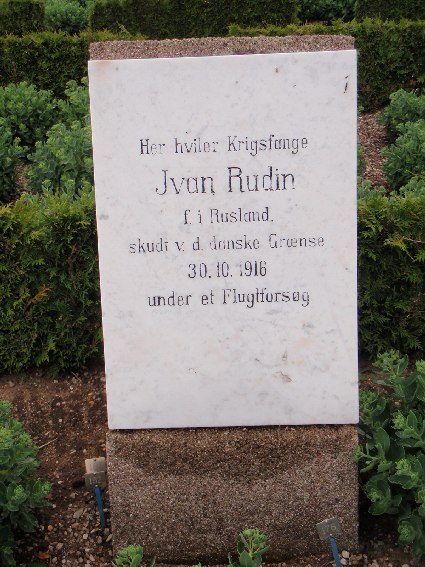 Her hviler Krigsfange
Jvan Rudin
f. i Rusland,
skudt v. d. danske Grænse
30. 10. 1916
under et Flugtforsøg